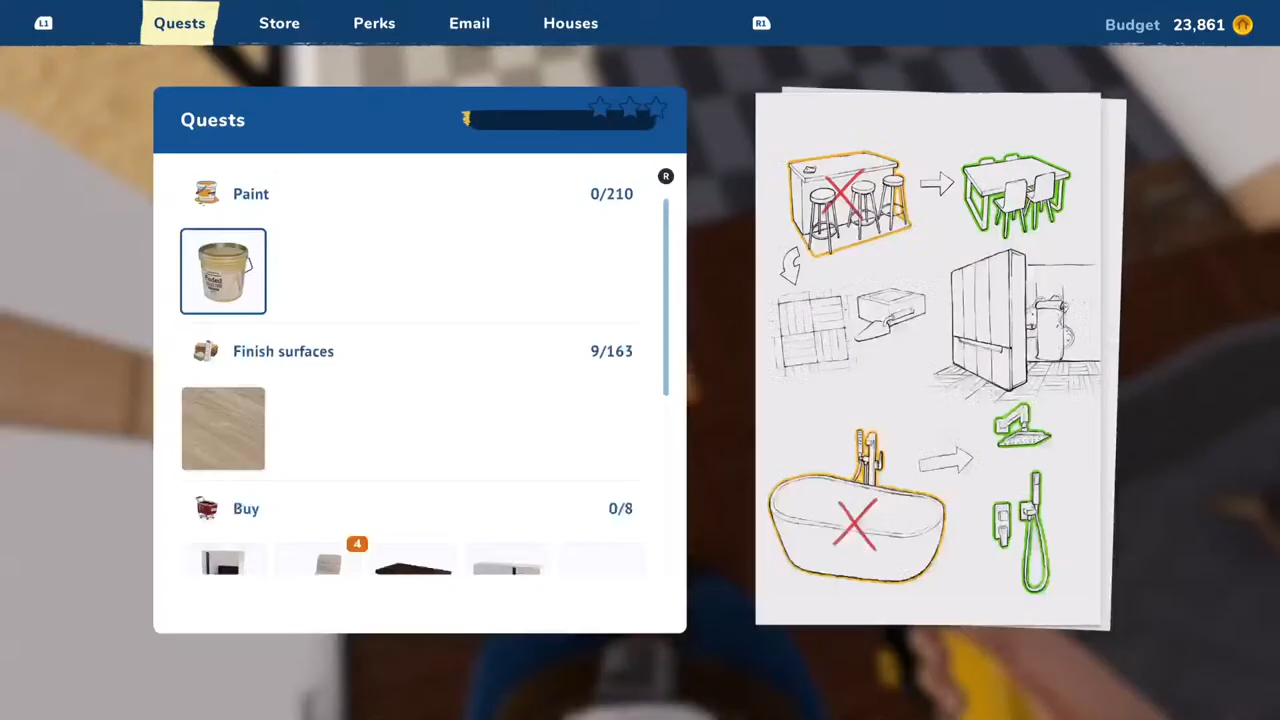 L1
Quests
Store
Perks
Email
Houses
R1
Budget 23,861
Quests
R
Paint 0/210
Finish surfaces 9/163
Buy 0/8
4